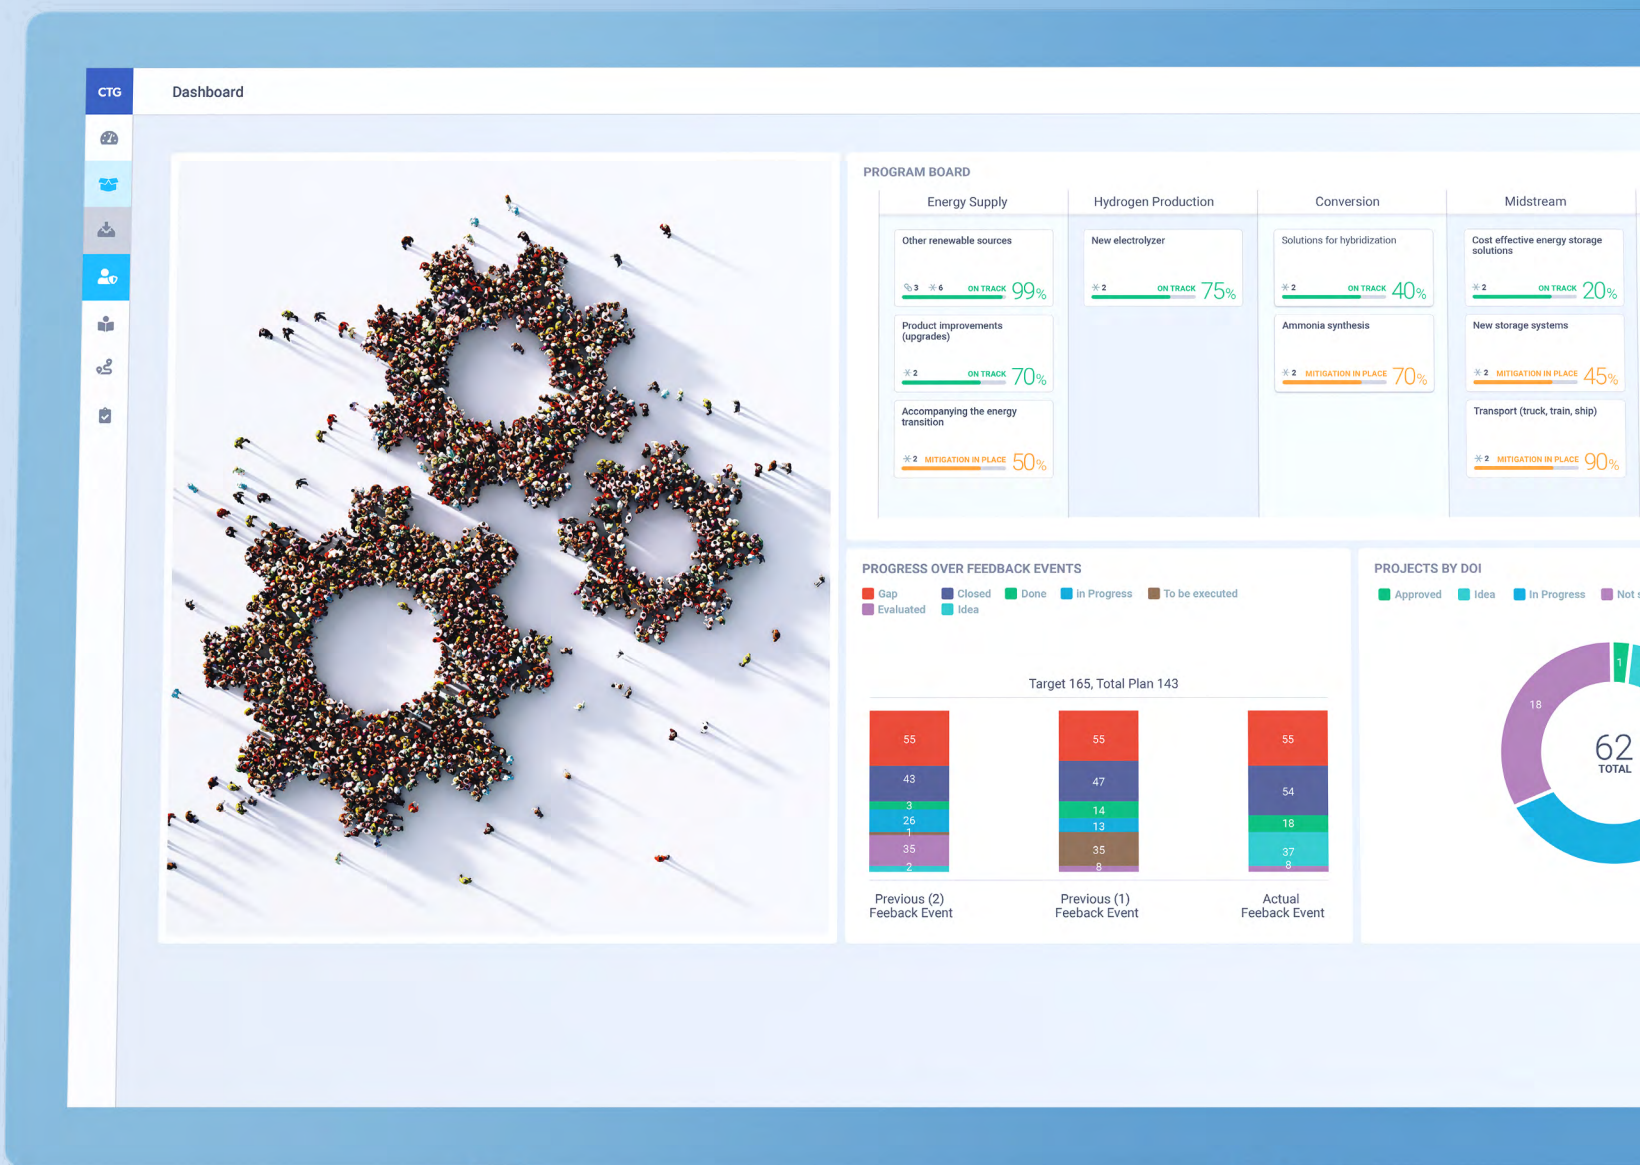 CTG
Dashboard
PROGRAM BOARD
Energy Supply
Hydrogen Production
Conversion
Midstream
Other renewable sources
3 6 ON TRACK 99%
Product improvements
(upgrades)
2 ON TRACK 70%
Accompanying the energy
transition
2 MITIGATION IN PLACE 50%
New electrolyzer
2 ON TRACK 75%
Solutions for hybridization
2 ON TRACK 40%
Ammonia synthesis
2 MITIGATION IN PLACE 70%
Cost effective energy storage
solutions
2 ON TRACK 20%
New storage systems
2 MITIGATION IN PLACE 45%
Transport (truck, train, ship)
2 MITIGATION IN PLACE 90%
PROGRESS OVER FEEDBACK EVENTS
Gap Closed Done in Progress To be executed
Evaluated Idea
Target 165, Total Plan 143
55
43
3
26
1
35
2
Previous (2)
Feeback Event
55
47
14
13
35
8
Previous (1)
Feeback Event
55
54
18
37
8
Actual
Feeback Event
PROJECTS BY DOI
Approved Idea In Progress Not s
1
18
62
TOTAL